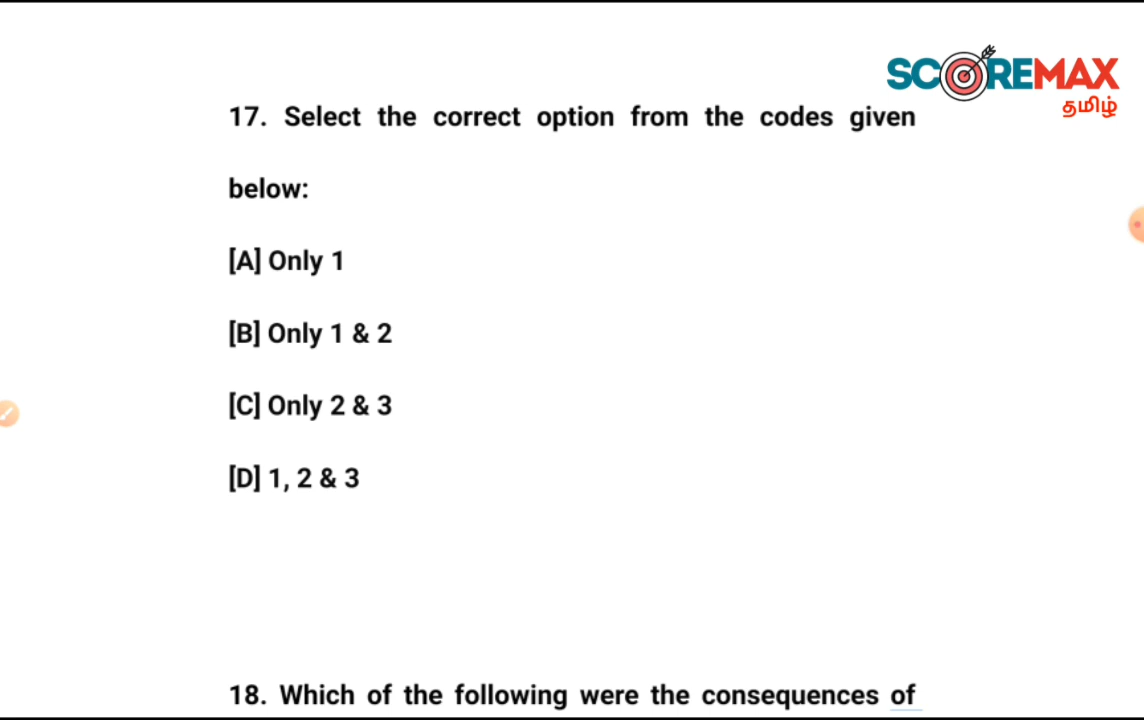 SCOREMAX
தமிழ்
17. Select the correct option from the codes given
below:
[A] Only 1
[B] Only 1 & 2
[C] Only 2 & 3
[D] 1, 2 & 3
18. Which of the following were the consequences of